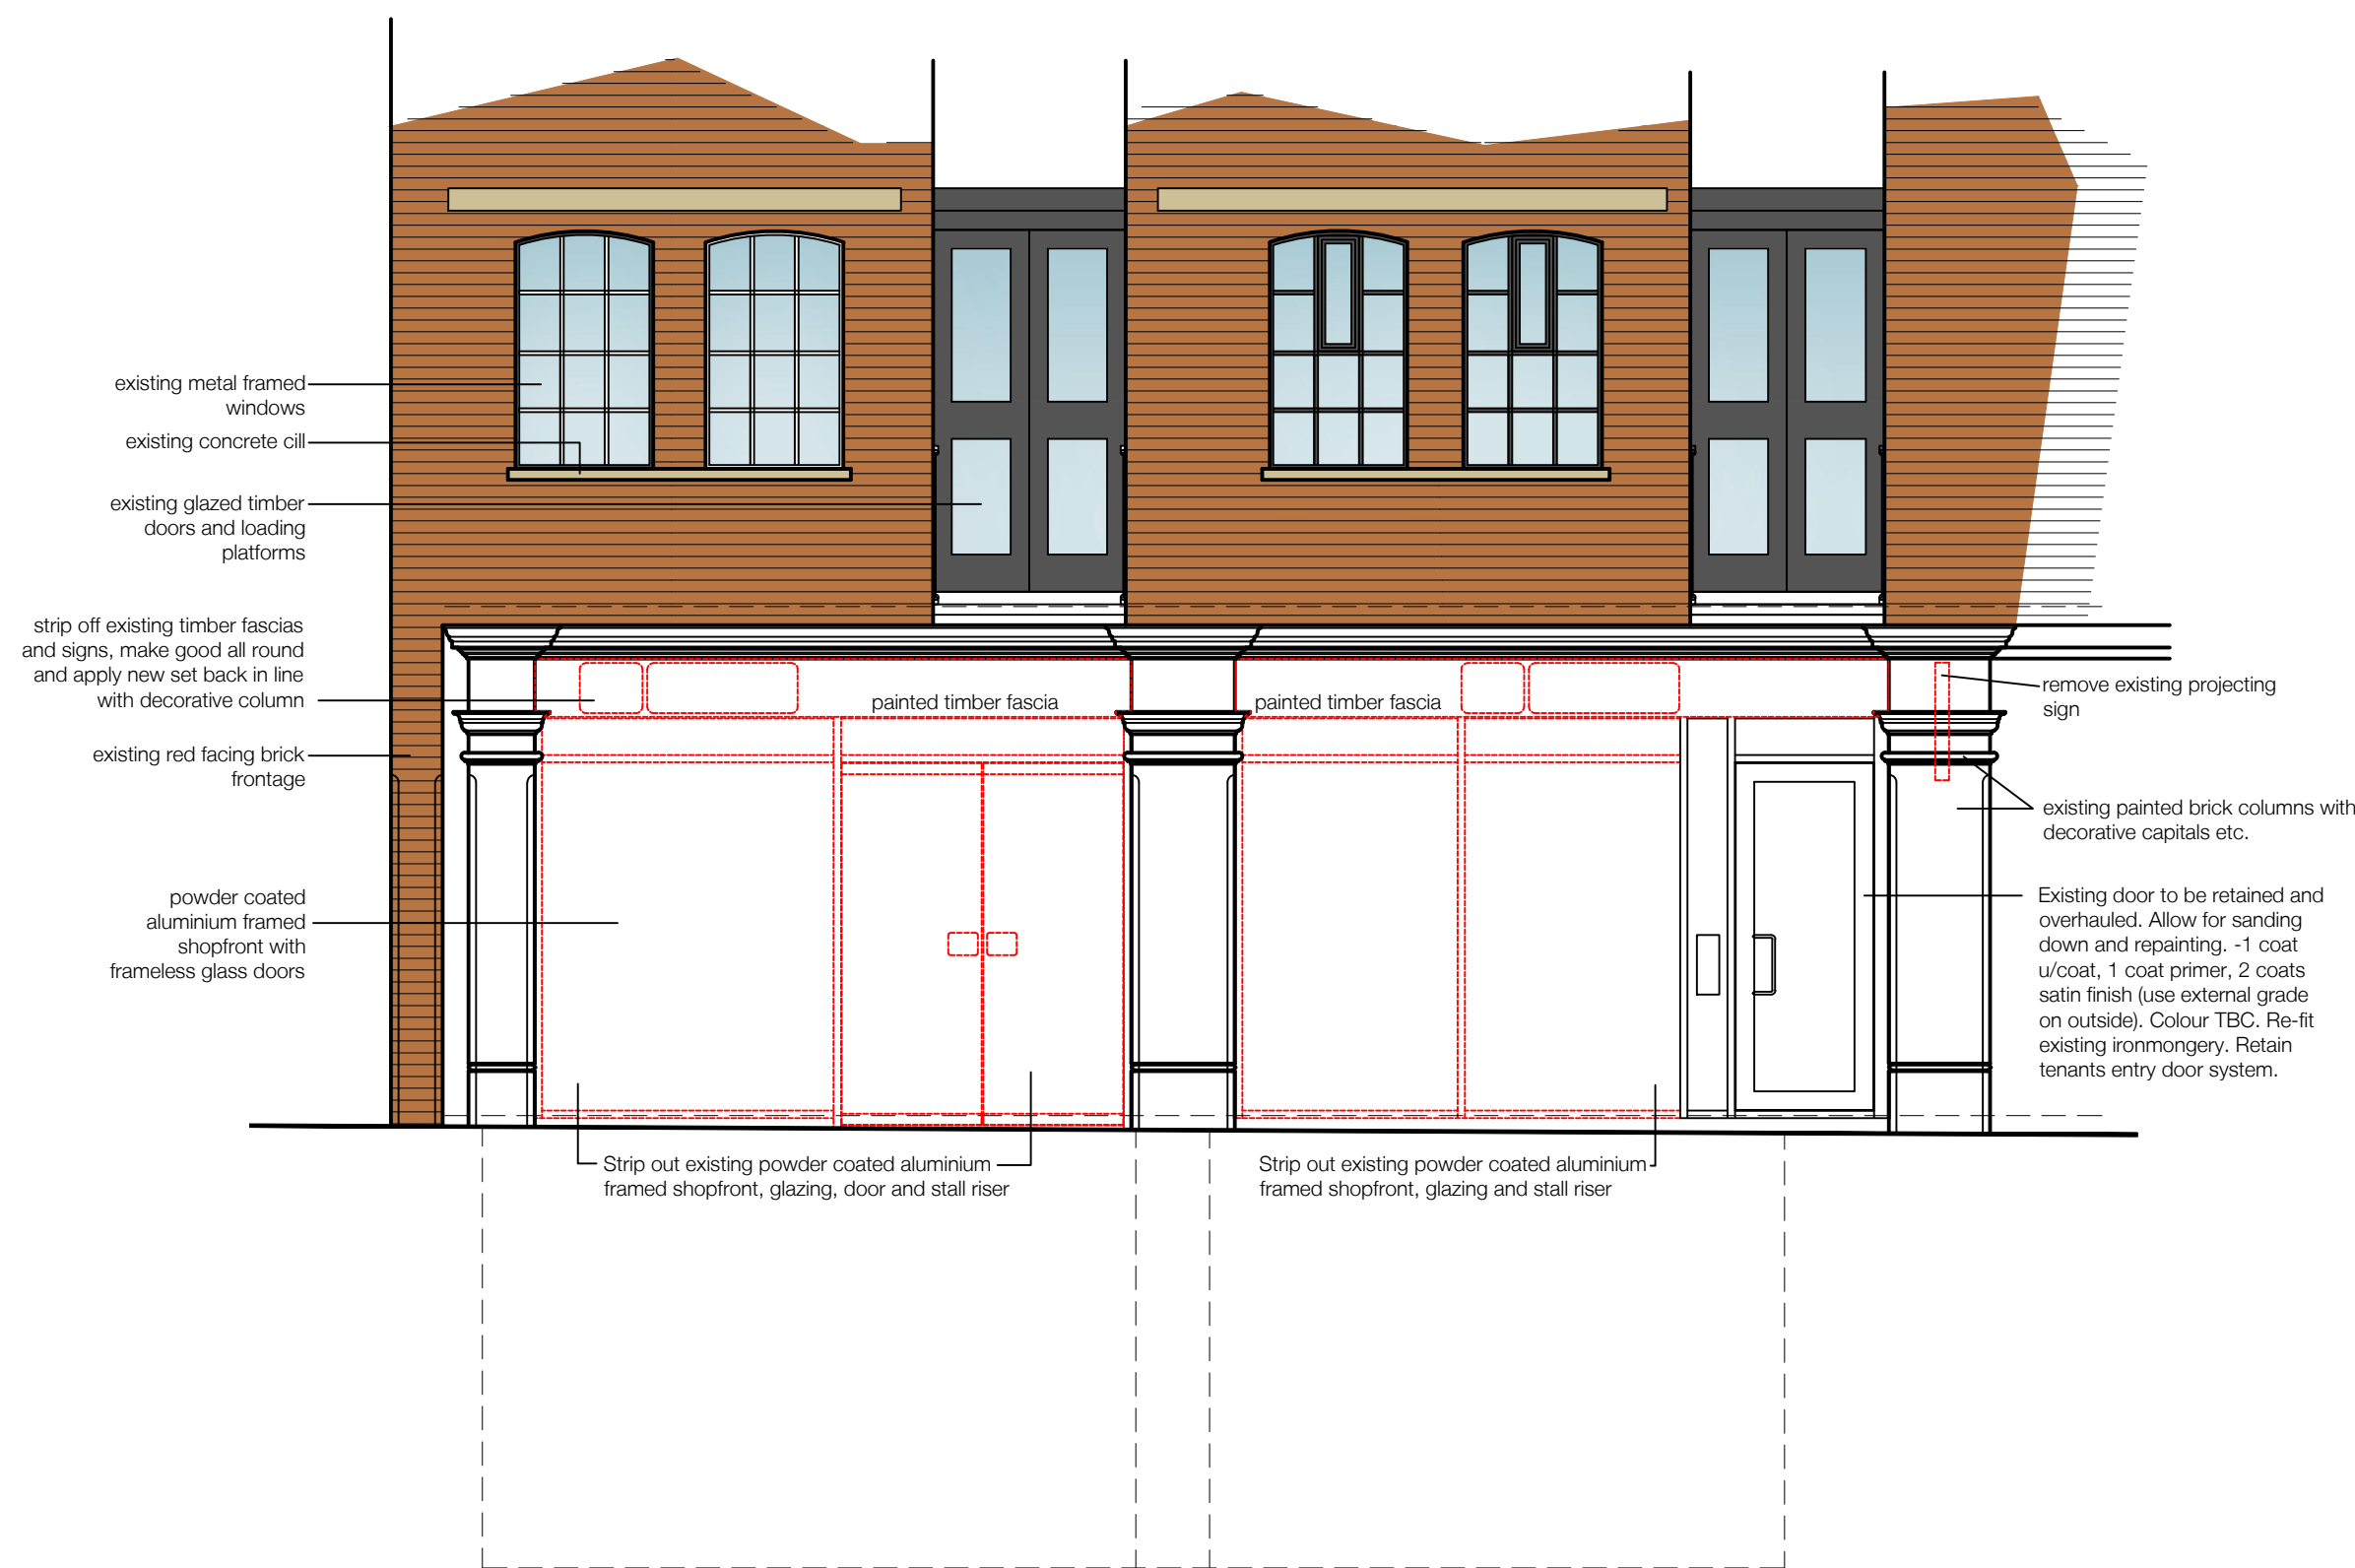 existing metal framed
windows
existing concrete cill
existing glazed timber
doors and loading
platforms
strip off existing timber fascias
and signs, make good all round
and apply new set back in line
with decorative column
existing red facing brick
frontage
powder coated
aluminium framed
shopfront with
frameless glass doors
painted timber fascia
painted timber fascia
remove existing projecting
sign
existing painted brick columns with
decorative capitals etc.
Existing door to be retained and
overhauled. Allow for sanding
down and repainting. -1 coat
u/coat, 1 coat primer, 2 coats
satin finish (use external grade
on outside). Colour TBC. Re-fit
existing ironmongery. Retain
tenants entry door system.
Strip out existing powder coated aluminium
framed shopfront, glazing, door and stall riser
Strip out existing powder coated aluminium
framed shopfront, glazing and stall riser